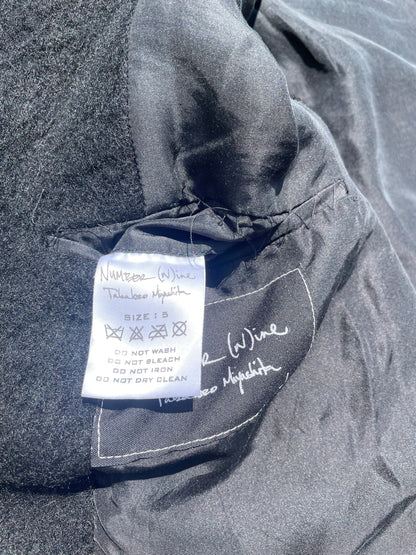 NUMBER (N)ine
Takahiro Miyashita
SIZE : 5
DO NOT WASH
DO NOT BLEACH
DO NOT IRON
DO NOT DRY CLEAN
(N)ine
Miyashita